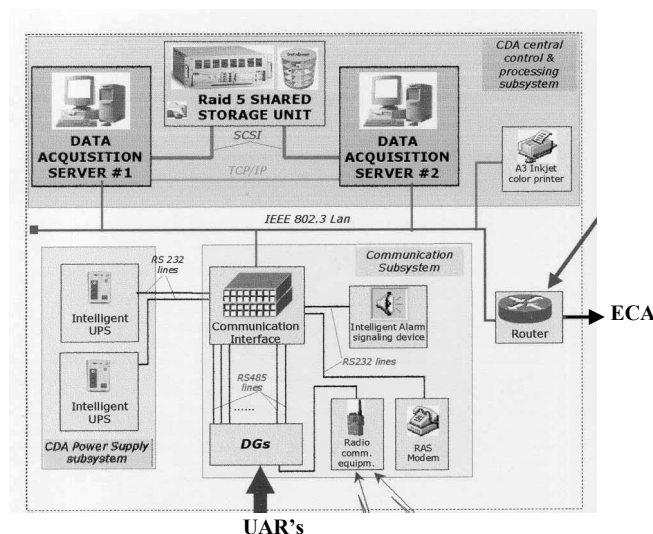 CDA central
control &
processing
subsystem
Raid 5 SHARED
STORAGE UNIT
DATA
ACQUISITION
SERVER #1
SCSI
TCP/IP
DATA
ACQUISITION
SERVER #2
A3 Inkjet
color printer
IEEE 802.3 Lan
RS 232
lines
Communication
Subsystem
Intelligent
UPS
Communication
Interface
Intelligent Alarm
signaling device
Router
ECA
RS232 lines
Intelligent
UPS
RS485
lines
......
CDA Power Supply
subsystem
DGs
Radio
comm.
equipm.
RAS
Modem
UAR's